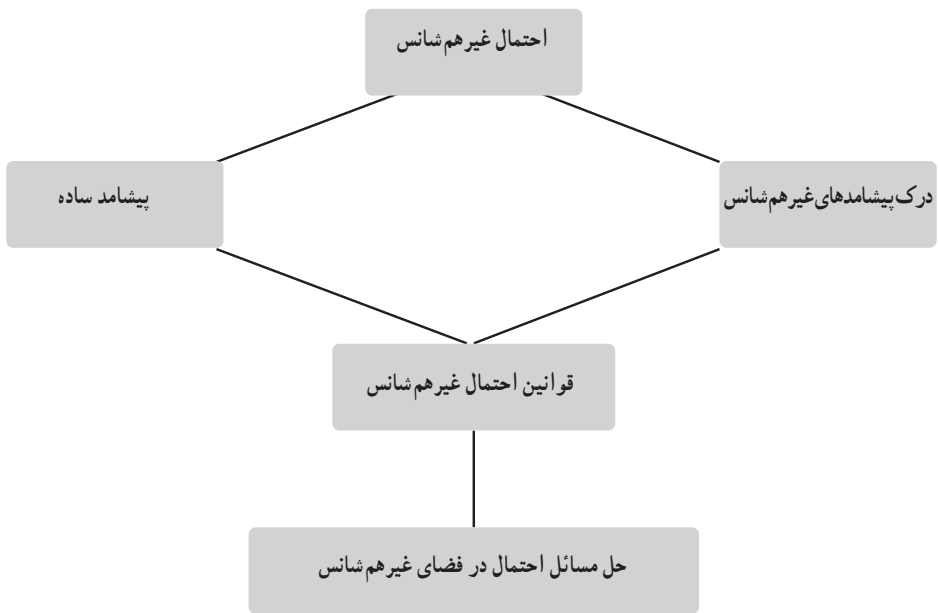 احتمال غیرهم‌شانس
درک پیشامدهای غیرهم‌شانس
پیشامد ساده
قوانین احتمال غیرهم‌شانس
حل مسائل احتمال در فضای غیرهم‌شانس